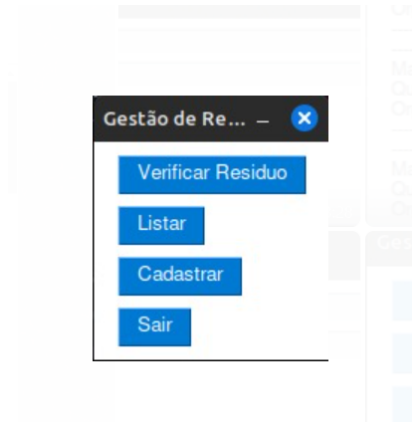 Gestão de Re... –
Verificar Residuo
Listar
Cadastrar
Sair